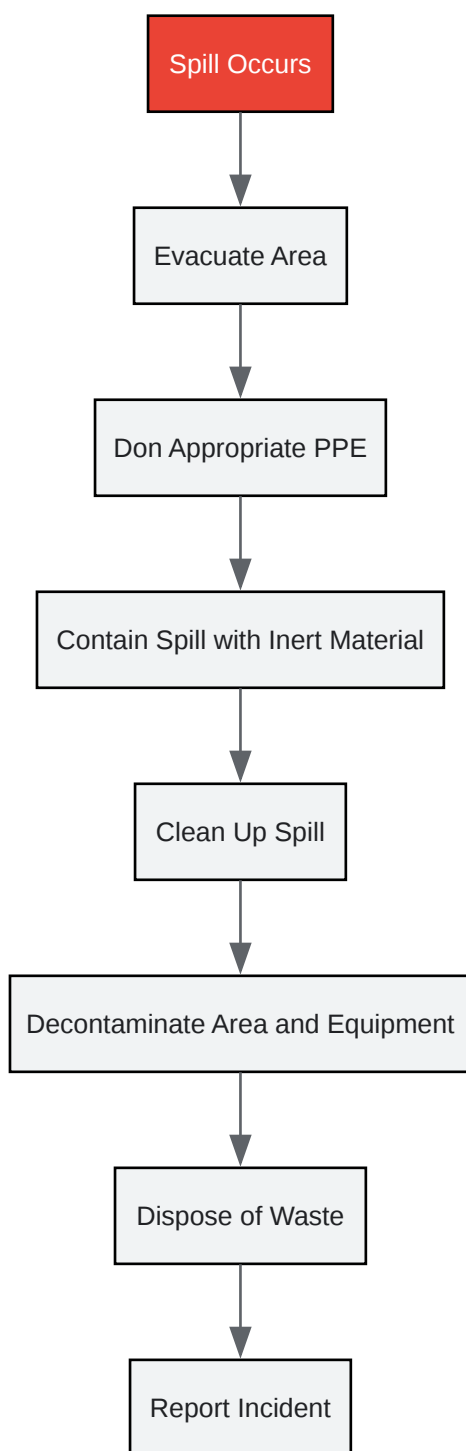 Spill Occurs
Evacuate Area
Don Appropriate PPE
Contain Spill with Inert Material
Clean Up Spill
Decontaminate Area and Equipment
Dispose of Waste
Report Incident